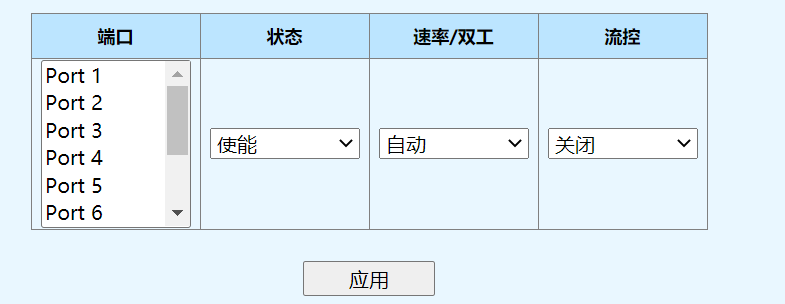 端口 状态 速率/双工 流控
Port 1
Port 2
Port 3
Port 4
Port 5
Port 6
使能 自动 关闭
应用